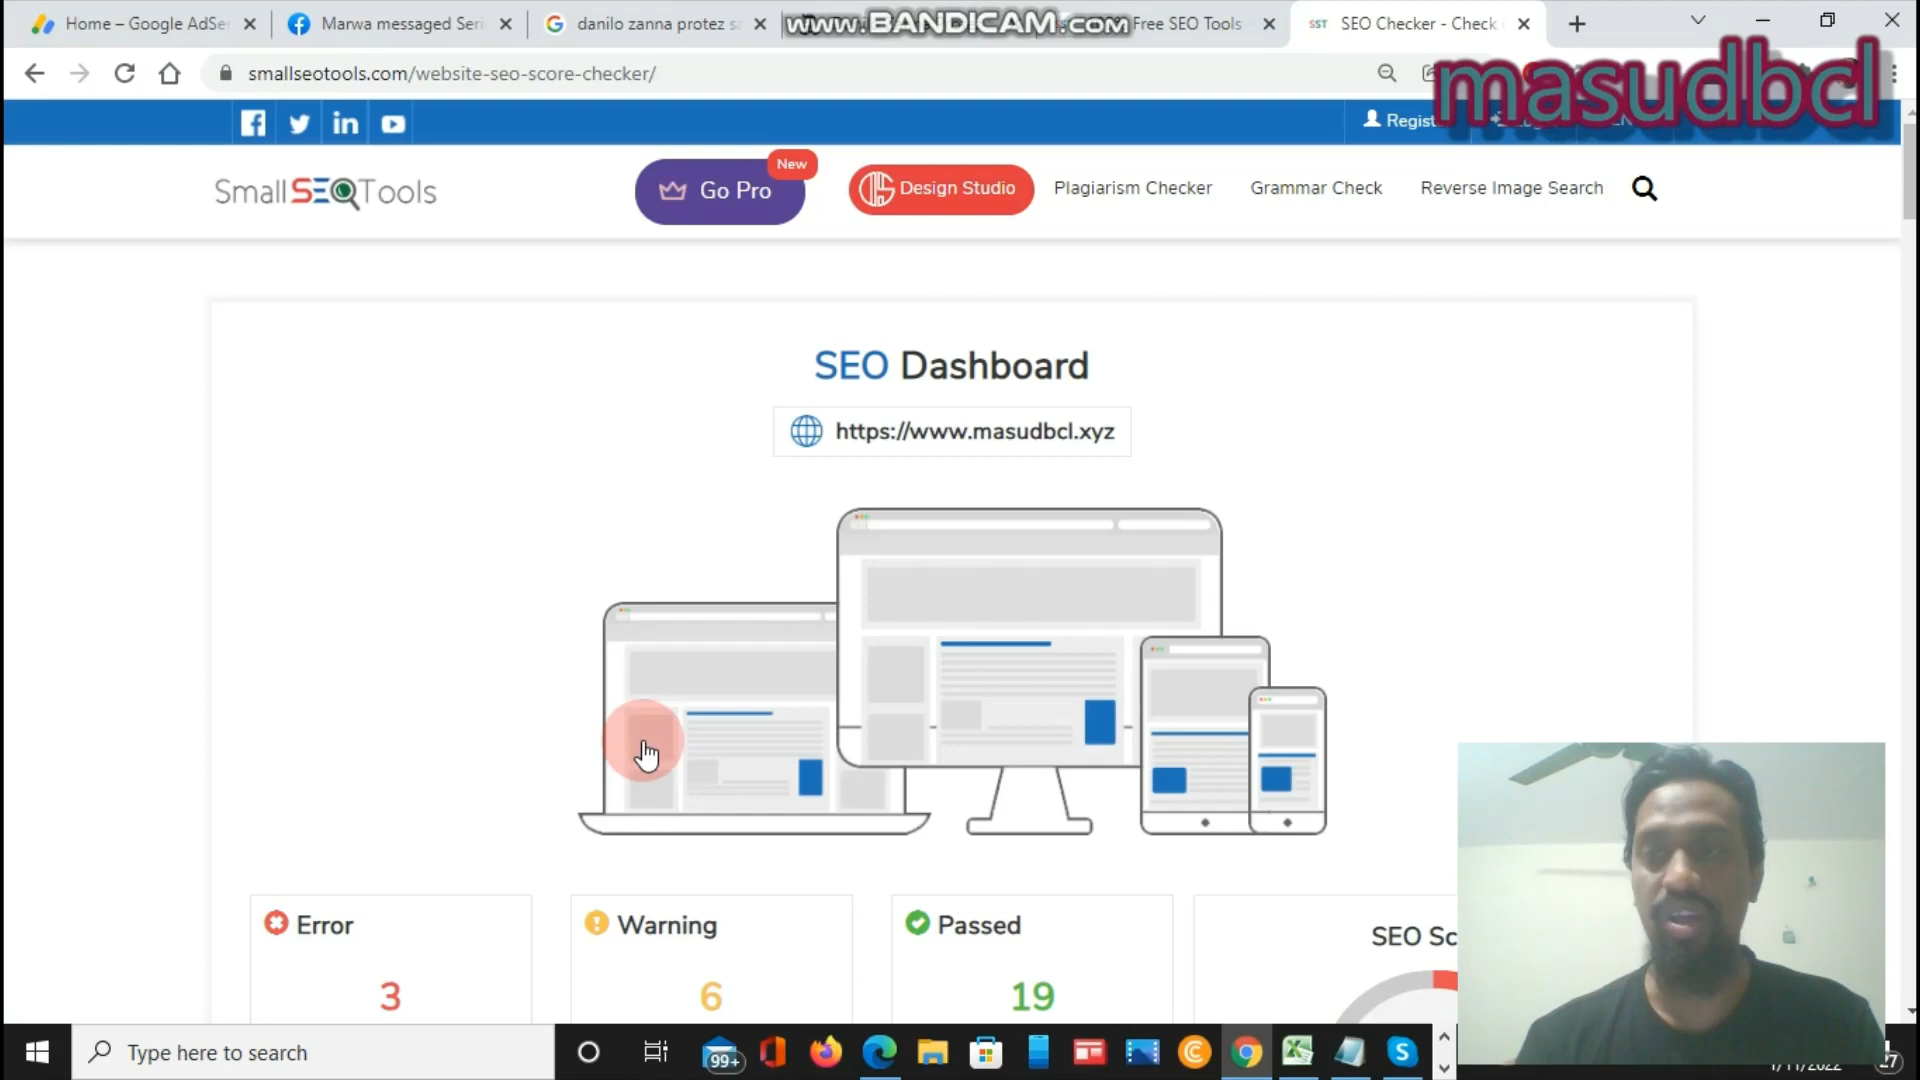 Home – Google AdSe
Marwa messaged Seri
danilo zanna protez sa
www.BANDICAM.com
Free SEO Tools
SST SEO Checker - Check
smallseotools.com/website-seo-score-checker/
masudbcl
Regist
SmallSEOTools
Go Pro
New
Design Studio
Plagiarism Checker
Grammar Check
Reverse Image Search
SEO Dashboard
https://www.masudbcl.xyz
Error
3
Warning
6
Passed
19
SEO Sc
Type here to search
99+
27